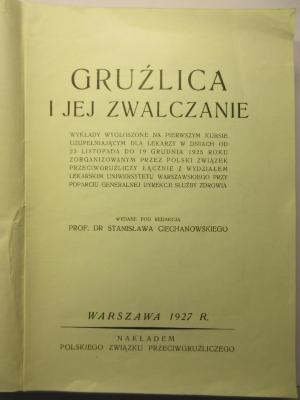 GRUŹLICA
I JEJ ZWALCZANIE
WYKŁADY WYGŁOSZONE NA PIERWSZYM KURSIE
UZUPEŁNIAJĄCYM DLA LEKARZY W DNIACH OD
23 LISTOPADA DO 19 GRUDNIA 1925 ROKU
ZORGANIZOWANYM PRZEZ POLSKI ZWIĄZEK
PRZECIWGRUŹLICZY ŁĄCZNIE Z WYDZIAŁEM
LEKARSKIM UNIWERSYTETU WARSZAWSKIEGO PRZY
POPARCIU GENERALNEJ DYREKCJI SŁUŻBY ZDROWIA
WYDANE POD REDAKCJĄ
PROF. DR STANISŁAWA CIECHANOWSKIEGO
WARSZAWA 1927 R.
NAKŁADEM
POLSKIEGO ZWIĄZKU PRZECIWGRUŹLICZEGO